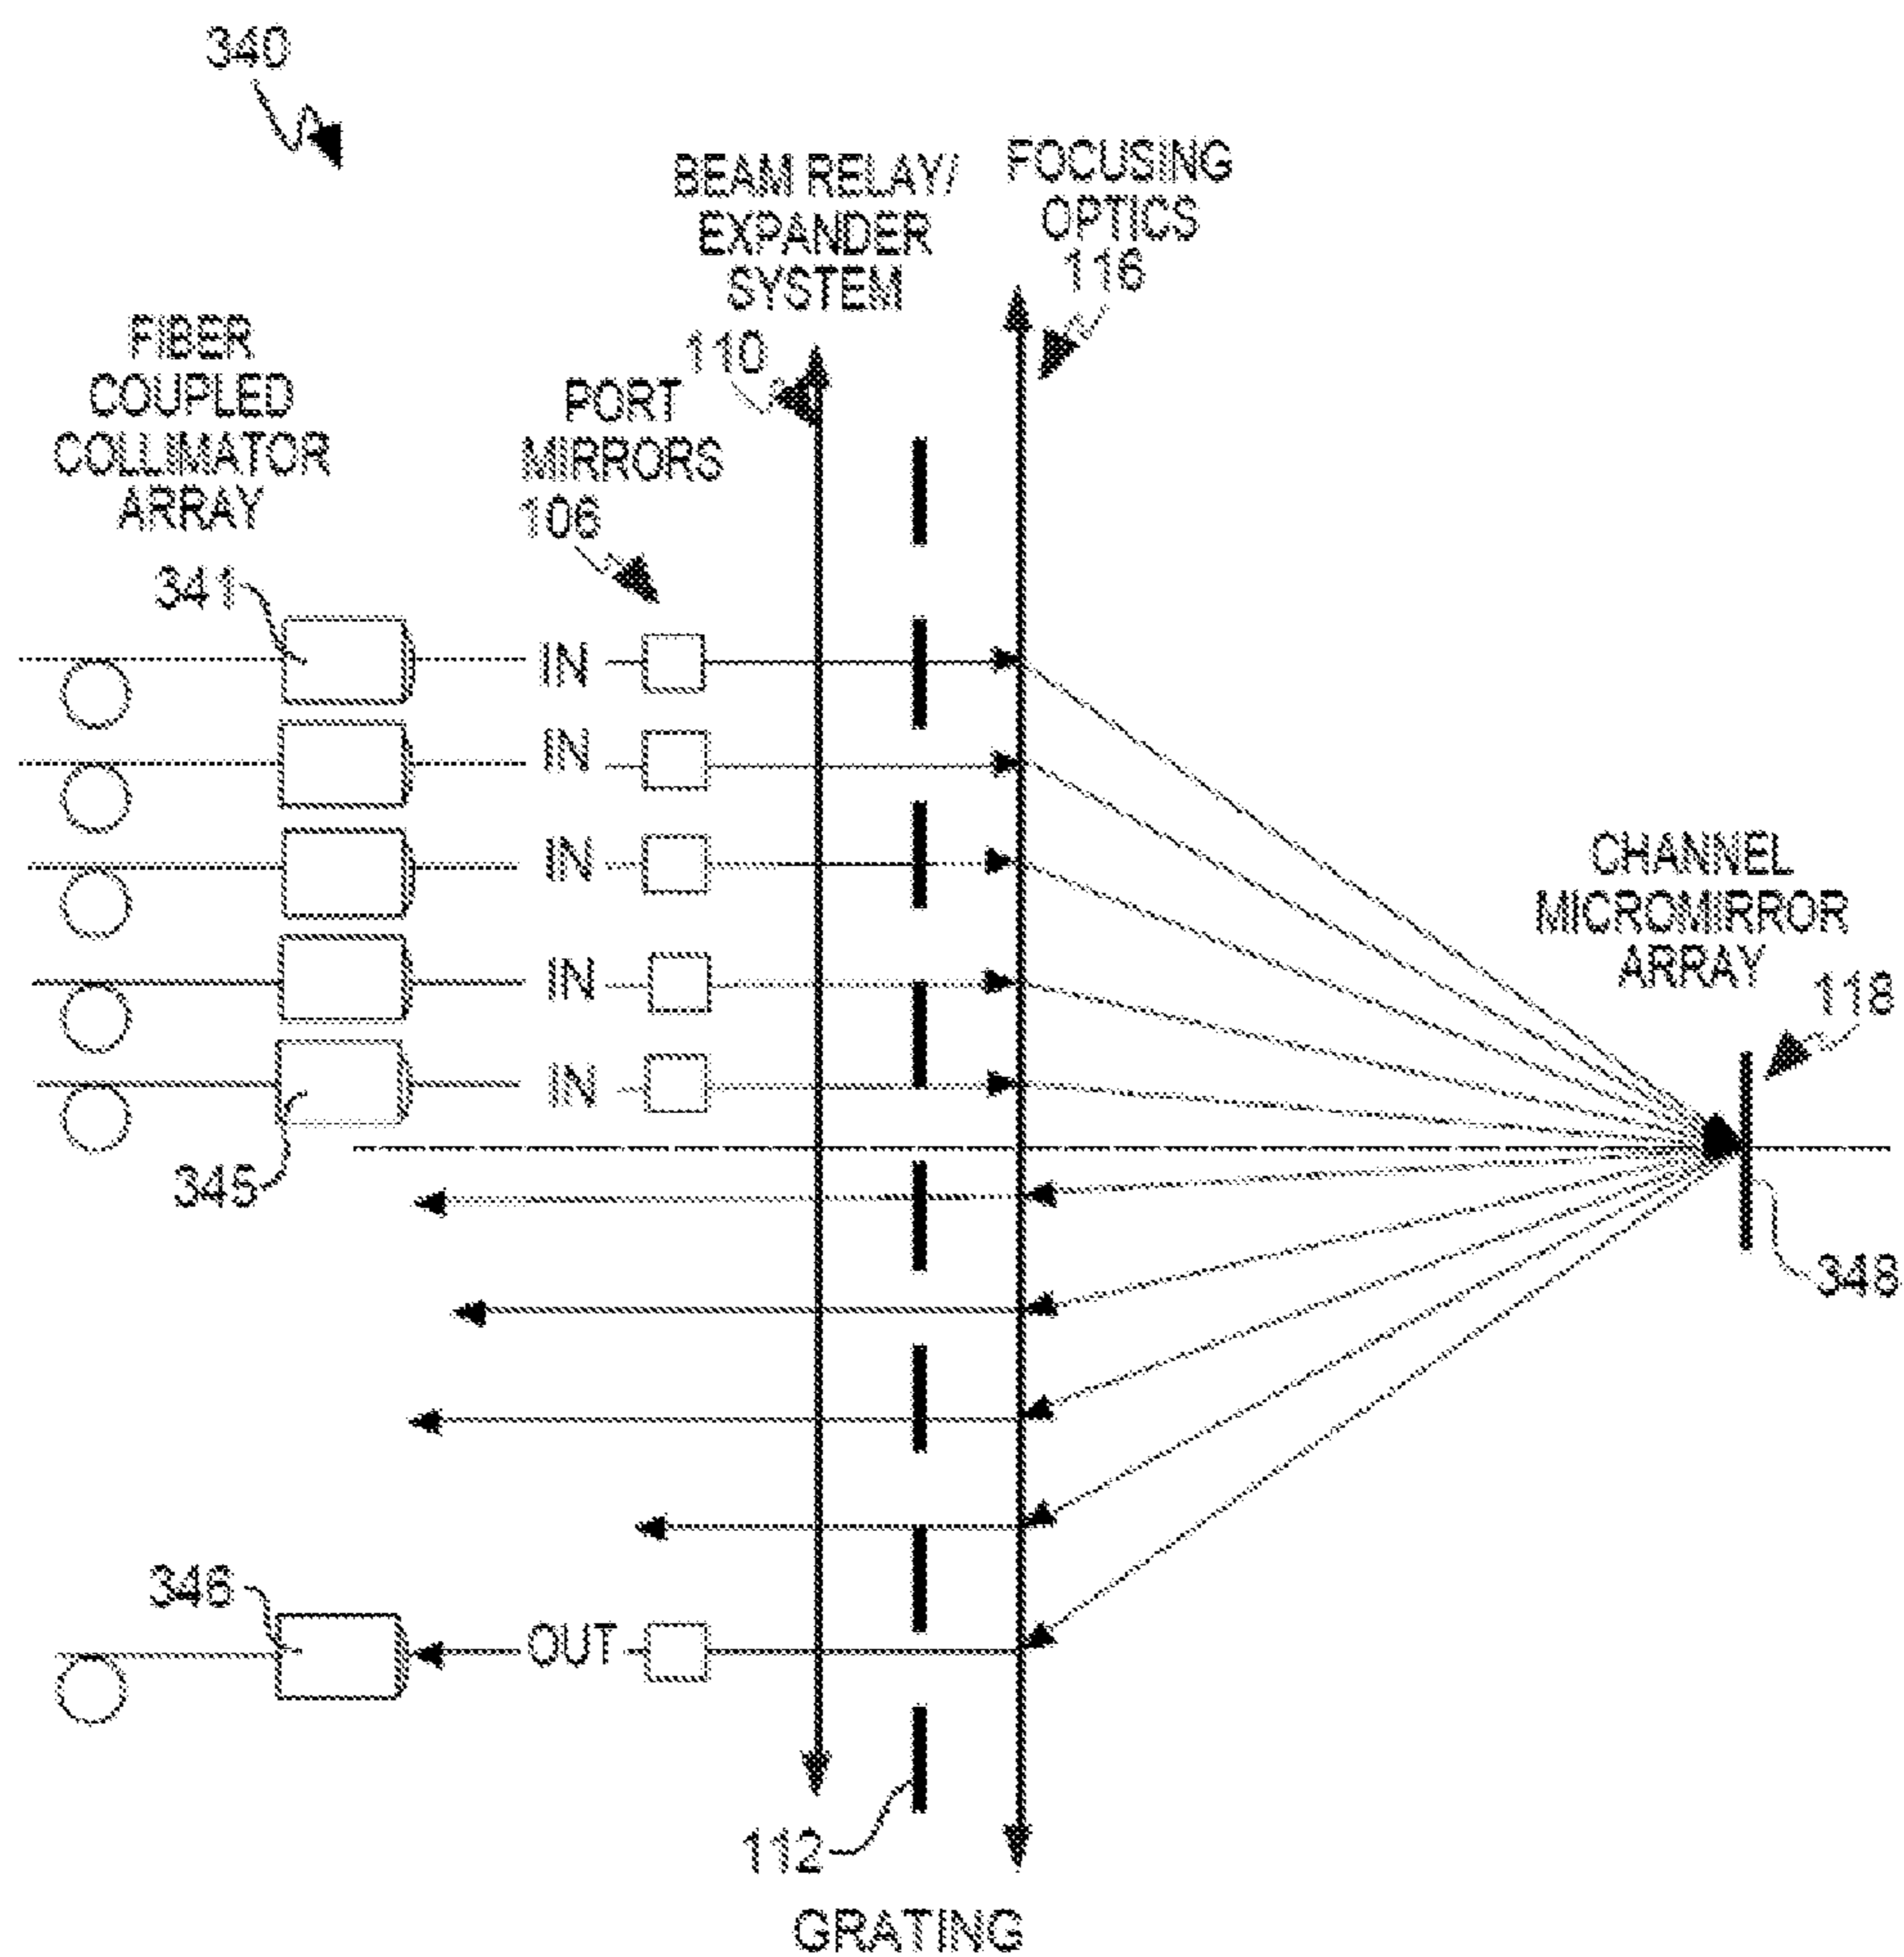 340
BEAM RELAY/
EXPANDER
SYSTEM
110
FOCUSING
OPTICS
116
FIBER
COUPLED
COLLIMATOR
ARRAY
PORT
MIRRORS
106
341
IN
IN
IN
IN
IN
345
CHANNEL
MICROMIRROR
ARRAY
118
348
346
OUT
112
GRATING